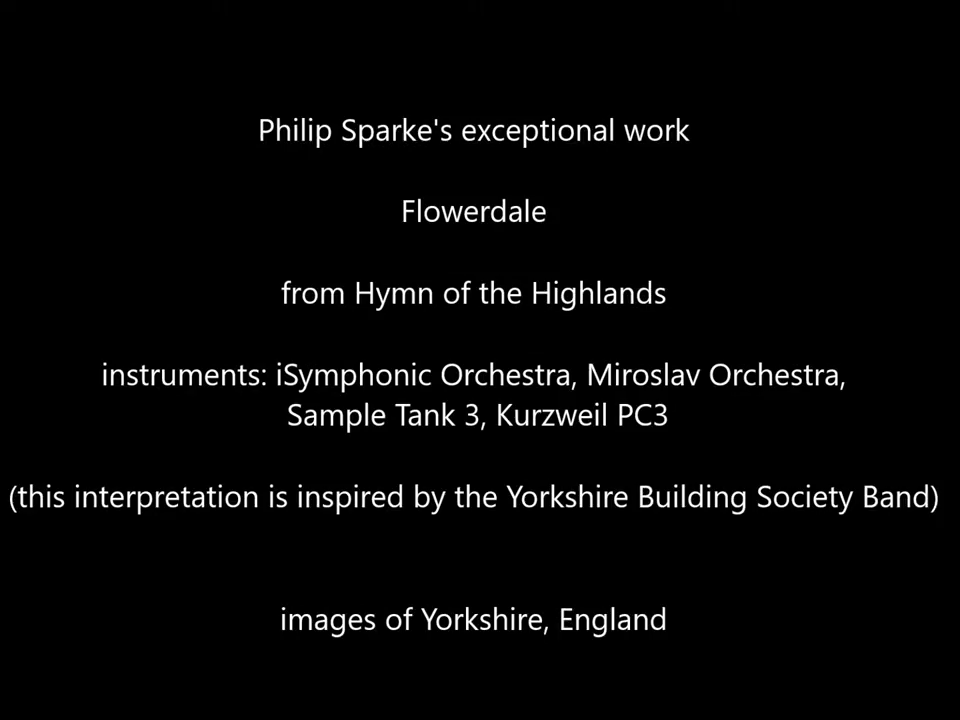 Philip Sparke's exceptional work
Flowerdale
from Hymn of the Highlands
instruments: iSymphonic Orchestra, Miroslav Orchestra,
Sample Tank 3, Kurzweil PC3
(this interpretation is inspired by the Yorkshire Building Society Band)
images of Yorkshire, England